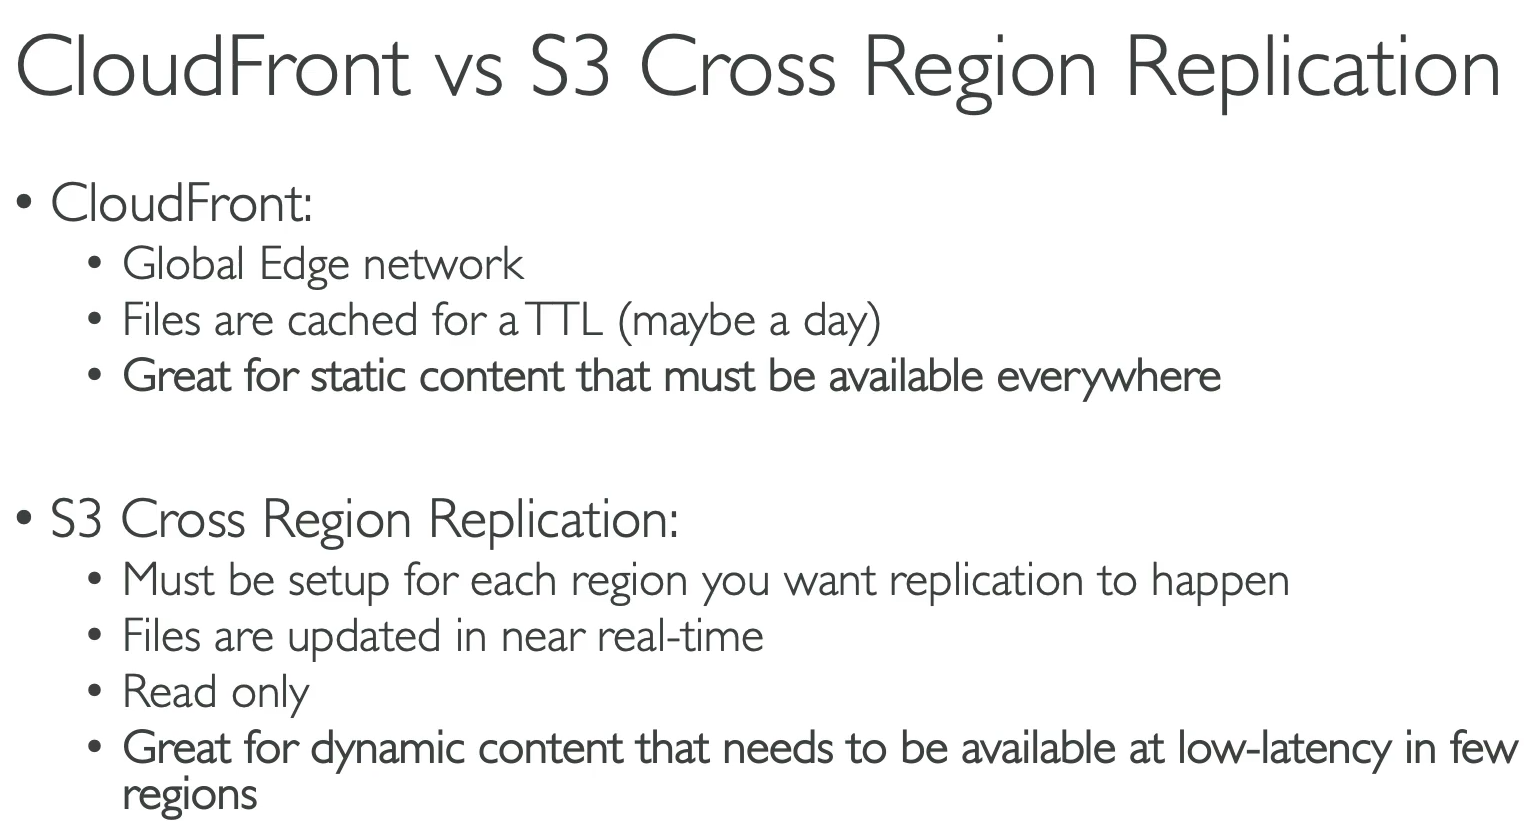 CloudFront vs S3 Cross Region Replication
• CloudFront:
• Global Edge network
• Files are cached for a TTL (maybe a day)
• Great for static content that must be available everywhere
• S3 Cross Region Replication:
• Must be setup for each region you want replication to happen
• Files are updated in near real-time
• Read only
• Great for dynamic content that needs to be available at low-latency in few
regions